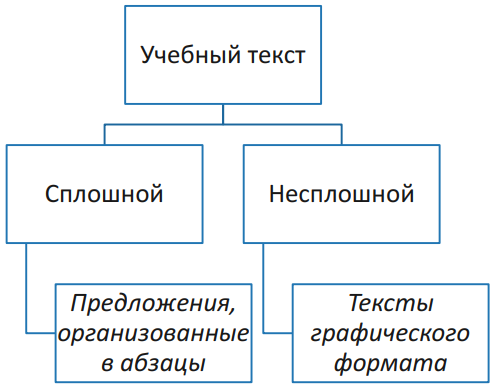 Учебный текст
Сплошной
Несплошной
Предложения,
организованные
в абзацы
Тексты
графического
формата